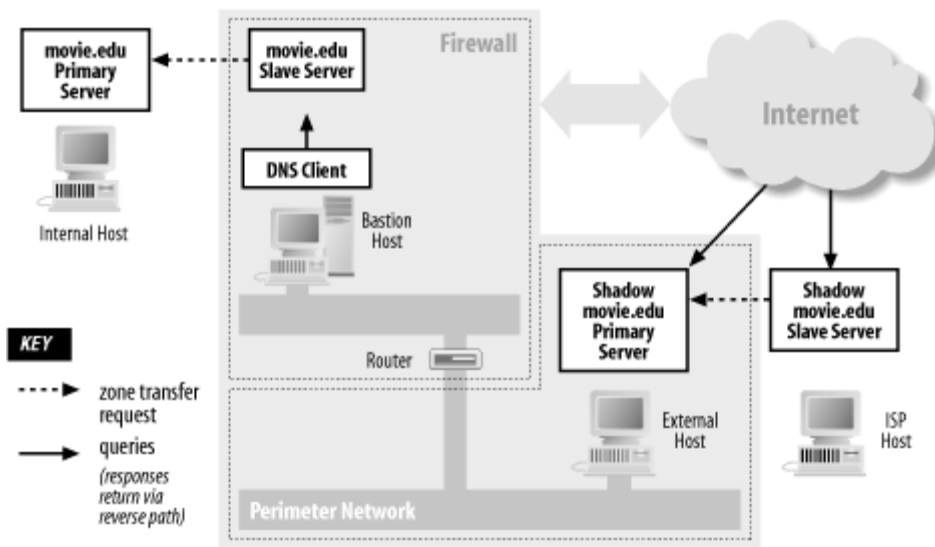 movie.edu
Primary
Server
Internal Host
movie.edu
Slave Server
Firewall
DNS Client
Bastion
Host
Internet
Shadow
movie.edu
Primary
Server
Shadow
movie.edu
Slave Server
Router
External
Host
ISP
Host
Perimeter Network
KEY
zone transfer
request
queries
(responses
return via
reverse path)